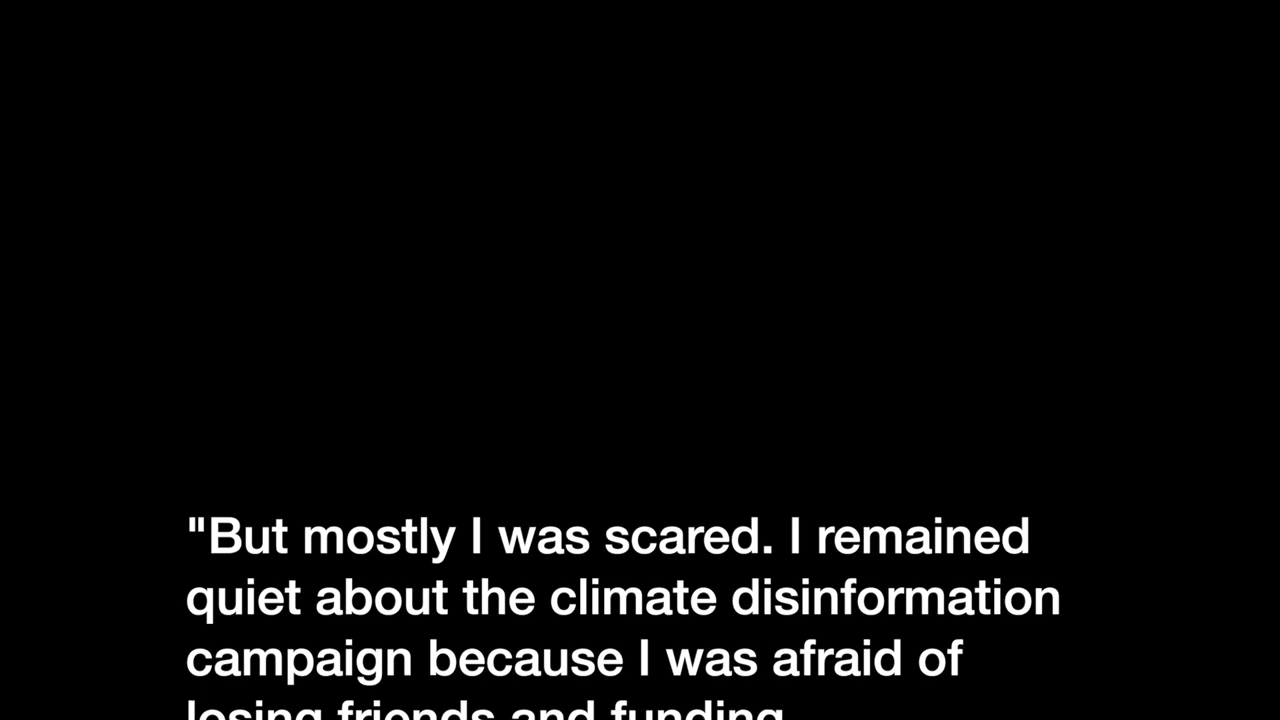 "But mostly I was scared. I remained
quiet about the climate disinformation
campaign because I was afraid of
losing friends and funding